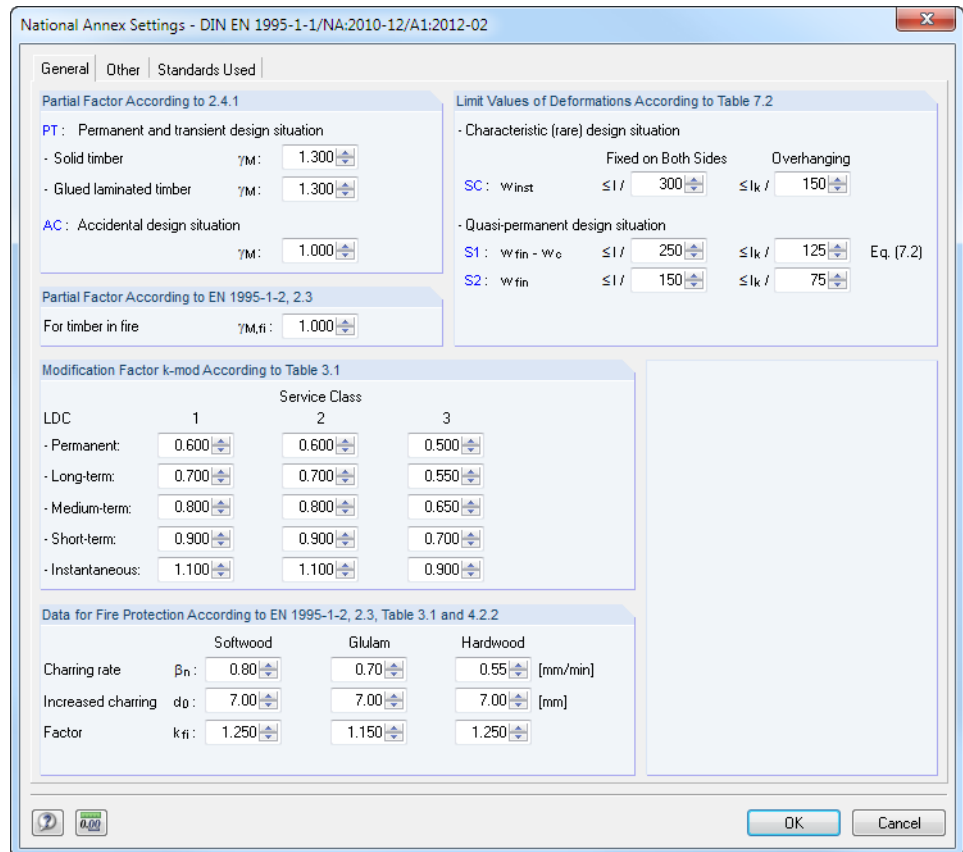 National Annex Settings - DIN EN 1995-1-1/NA:2010-12/A1:2012-02
General Other Standards Used
Partial Factor According to 2.4.1
PT : Permanent and transient design situation
- Solid timber γM : 1.300
- Glued laminated timber γM : 1.300
AC : Accidental design situation
γM : 1.000
Partial Factor According to EN 1995-1-2, 2.3
For timber in fire γM,fi : 1.000
Limit Values of Deformations According to Table 7.2
- Characteristic (rare) design situation
Fixed on Both Sides Overhanging
SC : winst ≤ l / 300 ≤ lk / 150
- Quasi-permanent design situation
S1 : wfin - wc ≤ l / 250 ≤ lk / 125 Eq. (7.2)
S2 : wfin ≤ l / 150 ≤ lk / 75
Modification Factor k-mod According to Table 3.1
Service Class
LDC 1 2 3
- Permanent: 0.600 0.600 0.500
- Long-term: 0.700 0.700 0.550
- Medium-term: 0.800 0.800 0.650
- Short-term: 0.900 0.900 0.700
- Instantaneous: 1.100 1.100 0.900
Data for Fire Protection According to EN 1995-1-2, 2.3, Table 3.1 and 4.2.2
Softwood Glulam Hardwood
Charring rate βn : 0.80 0.70 0.55 [mm/min]
Increased charring d0 : 7.00 7.00 7.00 [mm]
Factor kfi : 1.250 1.150 1.250
0.00
OK Cancel